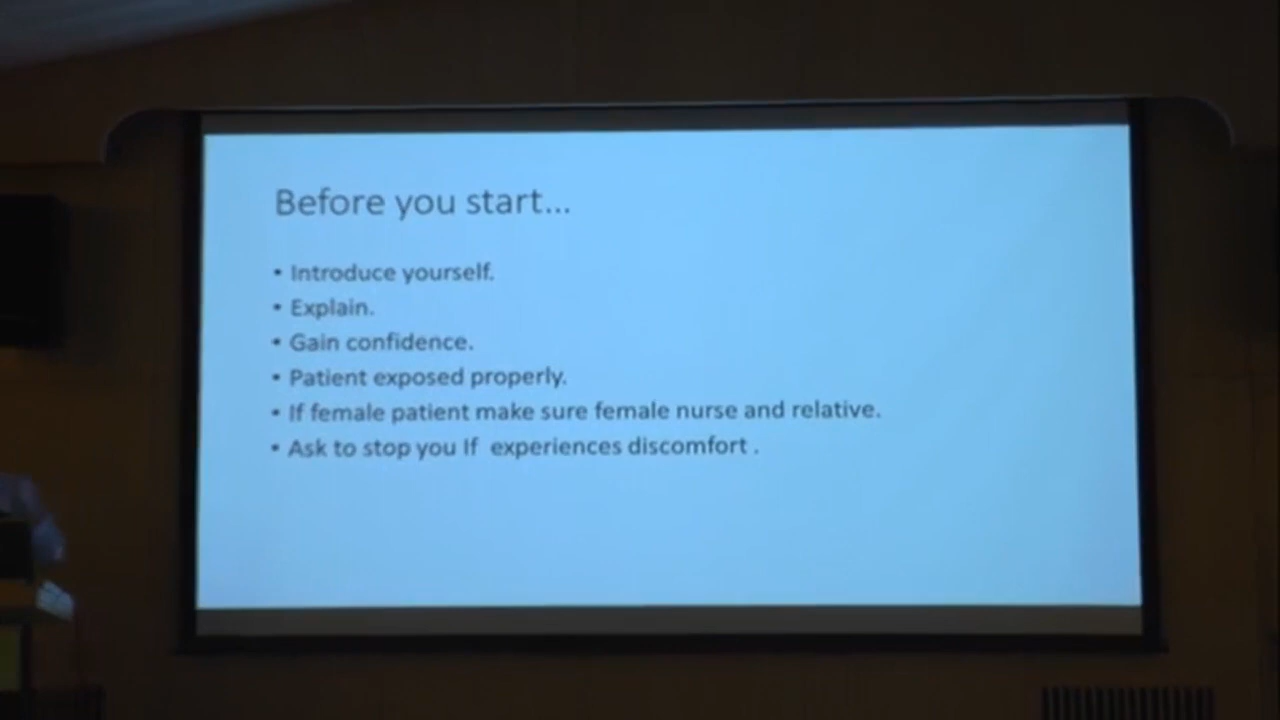 Before you start...
• Introduce yourself.
• Explain.
• Gain confidence.
• Patient exposed properly.
• If female patient make sure female nurse and relative.
• Ask to stop you If  experiences discomfort .